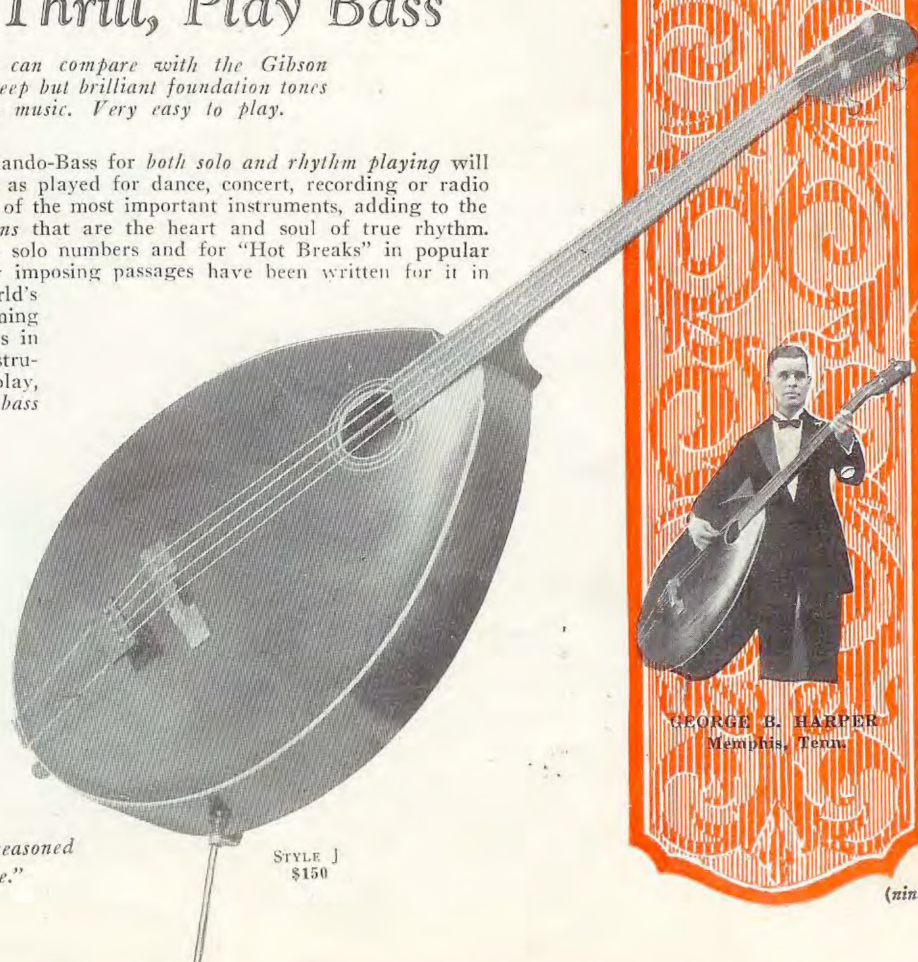 Thrill, Play Bass
can compare with the Gibson
eep but brilliant foundation tones
music. Very easy to play.
ando-Bass for both solo and rhythm playing will
as played for dance, concert, recording or radio
of the most important instruments, adding to the
ns that are the heart and soul of true rhythm.
solo numbers and for "Hot Breaks" in popular
imposing passages have been written for it in
rld's
ning
s in
stru-
play,
bass
easoned
e."
STYLE J
$150
GEORGE B. HARPER
Memphis, Tenn.
(nin